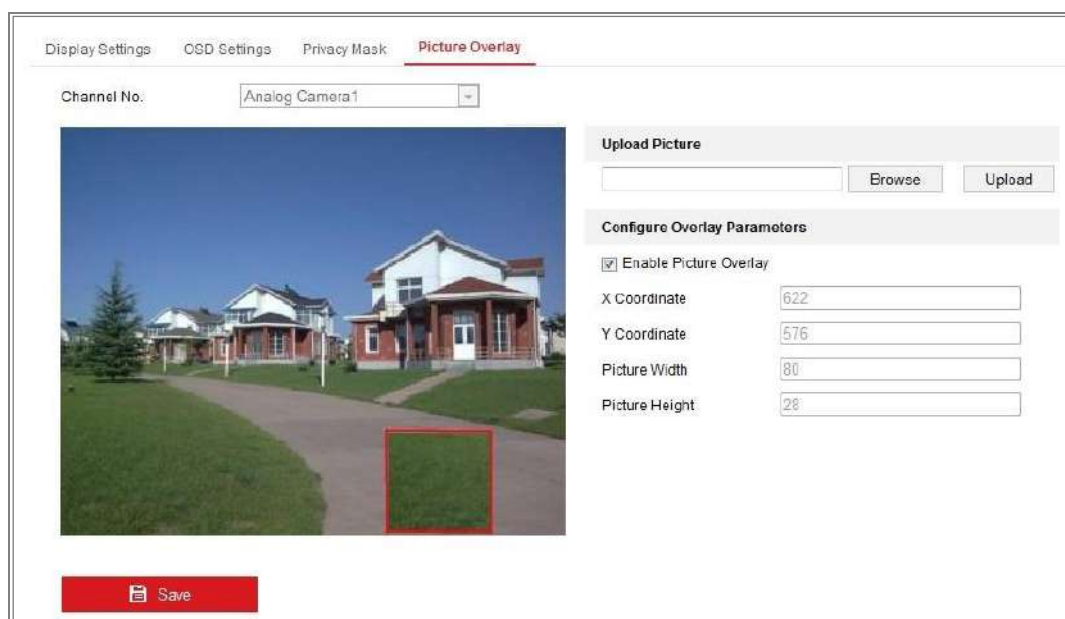 Display Settings OSD Settings Privacy Mask Picture Overlay
Channel No. Analog Camera1
Upload Picture
Browse Upload
Configure Overlay Parameters
Enable Picture Overlay
X Coordinate 622
Y Coordinate 576
Picture Width 80
Picture Height 28
Save